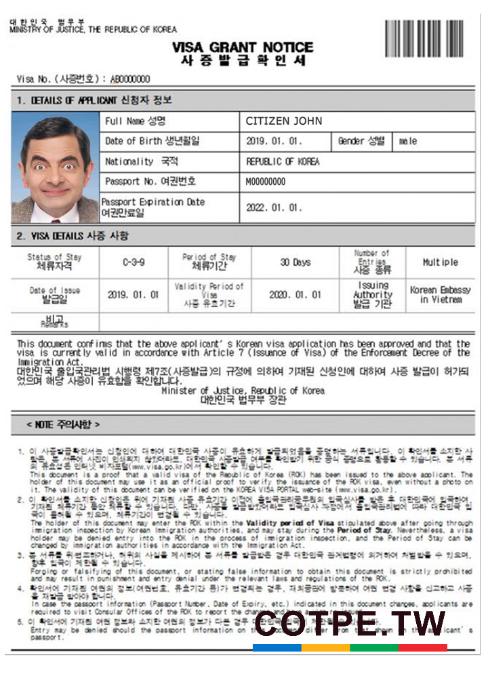 대한민국 법무부
MINISTRY OF JUSTICE, THE REPUBLIC OF KOREA
VISA GRANT NOTICE
사증발급확인서
Visa No. (사증번호) : AB0000000
1. DETAILS OF APPLICANT 신청자 정보
Full Name 성명 CITIZEN JOHN
Date of Birth 생년월일 2019. 01. 01. Gender 성별 male
Nationality 국적 REPUBLIC OF KOREA
Passport No. 여권번호 M00000000
Passport Expiration Date 여권만료일 2022. 01. 01.
2. VISA DETAILS 사증 사항
Status of Stay 체류자격 C-3-9 Period of Stay 체류기간 30 Days Number of Entries 사증 종류 Multiple
Date of Issue 발급일 2019. 01. 01 Validity Period of Visa 사증 유효기간 2020. 01. 01 Issuing Authority 발급 기관 Korean Embassy in Vietnam
비고 Remarks
This document confirms that the above applicant's Korean visa application has been approved and that the
visa is currently valid in accordance with Article 7 (Issuance of Visa) of the Enforcement Decree of the
Immigration Act.
대한민국 출입국관리법 시행령 제7조(사증발급)의 규정에 의하여 기재된 신청인에 대하여 사증 발급이 허가되
었으며 해당 사증이 유효함을 확인합니다.
Minister of Justice, Republic of Korea
대한민국 법무부 장관
< NOTE 주의사항 >
1. 이 사증발급확인서는 신청인에 대하여 대한민국 사증이 유효하게 발급되었음을 증명하는 서류입니다. 이 확인서를 소지한 사
This document is a proof that a valid visa of the Republic of Korea (ROK) has been issued to the applicant. The
holder of this document may use it as an official proof to verify the issuance of the ROK visa, even without a photo on
it. The validity of this document can be verified on the KOREA VISA PORTAL web-site (www.visa.go.kr).
2.
The holder of this document may enter the ROK within the Validity period of Visa stipulated above after going through
immigration inspection by Korean Immigration authorities, and may stay during the Period of Stay. Nevertheless, a visa
holder may be denied entry into the ROK in the process of immigration inspection, and the Period of Stay can be
changed by immigration authorities in accordance with the Immigration Act.
3.
Forging or falsifying of this document, or stating false information to obtain this document is strictly prohibited
and may result in punishment and entry denial under the relevant laws and regulations of the ROK.
4.
In case the passport information (Passport Number, Date of Expiry, etc.) indicated in this document changes, applicants are
required to visit Consular Offices of the ROK to report the changes
5.
Entry may be denied should the passport information on applicant's
passport.
COTPE.TW